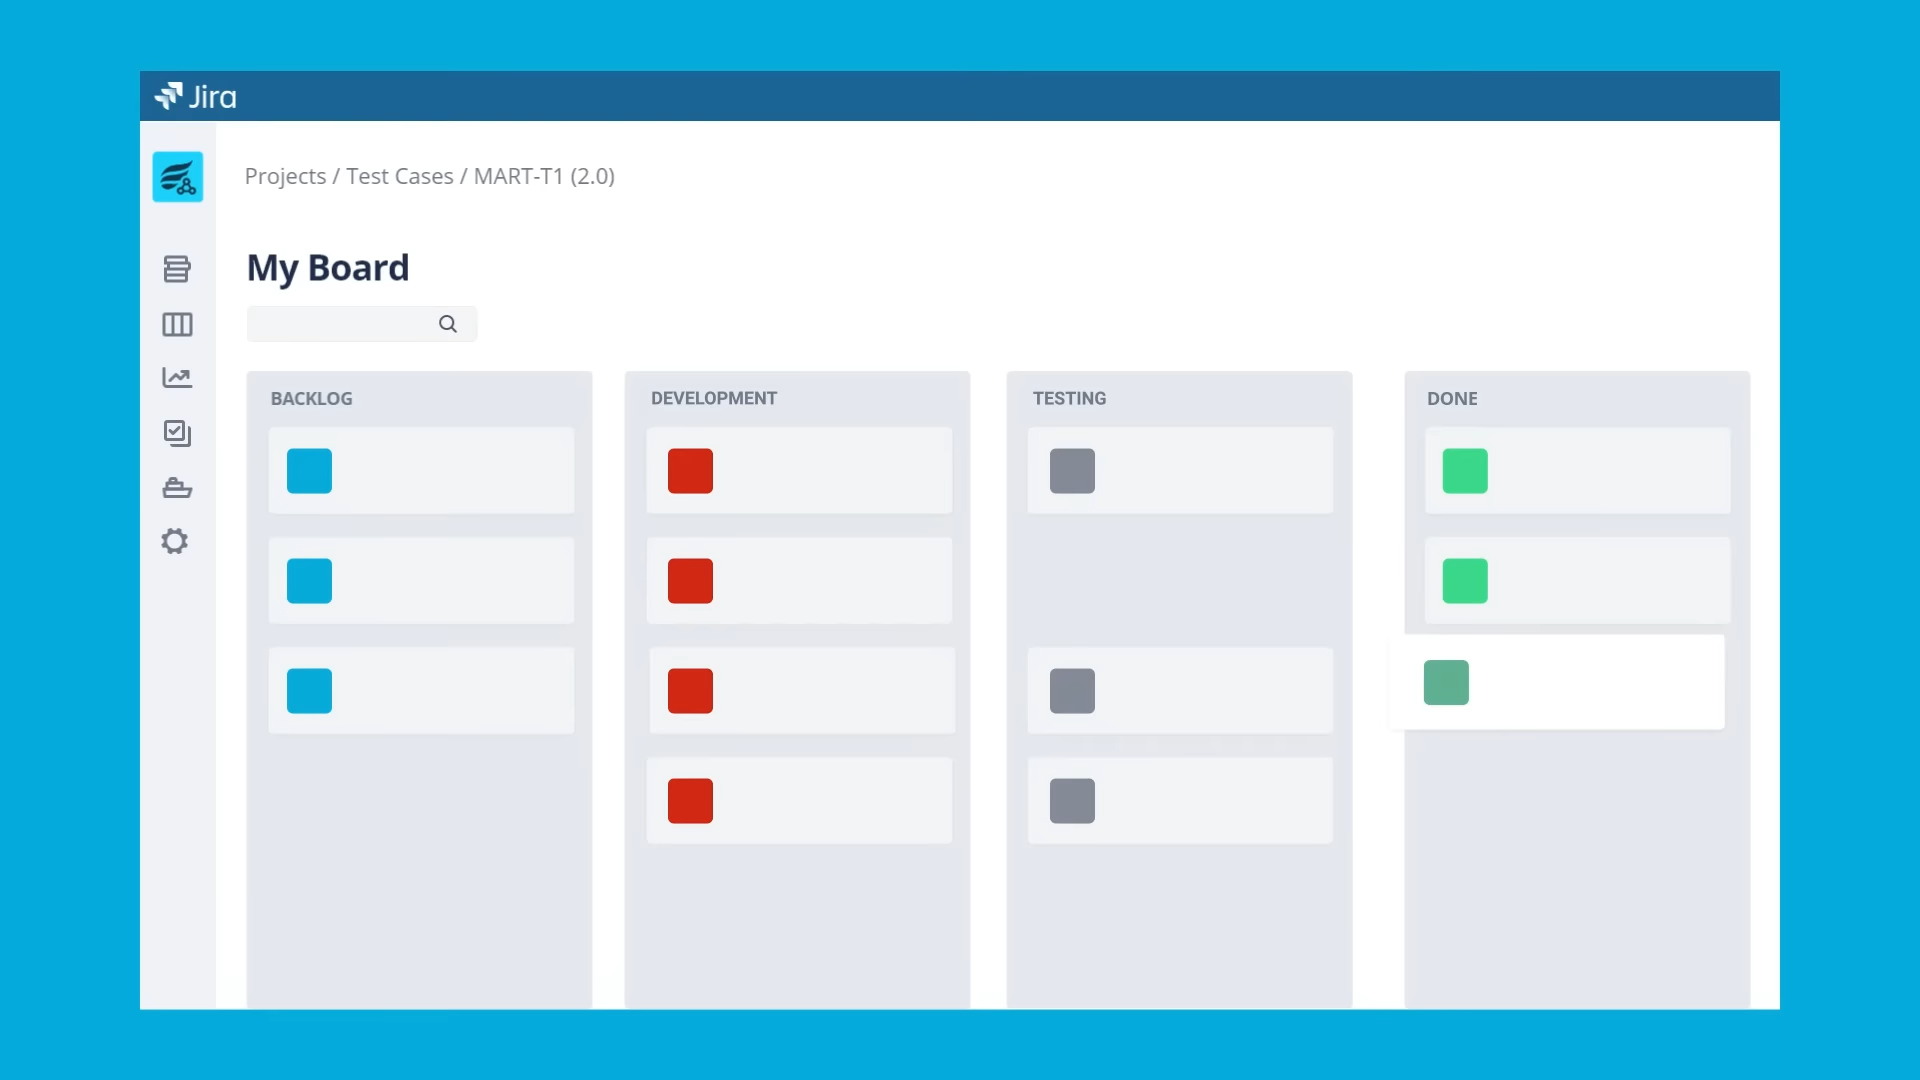 Jira
Projects / Test Cases / MART-T1 (2.0)
My Board
BACKLOG
DEVELOPMENT
TESTING
DONE